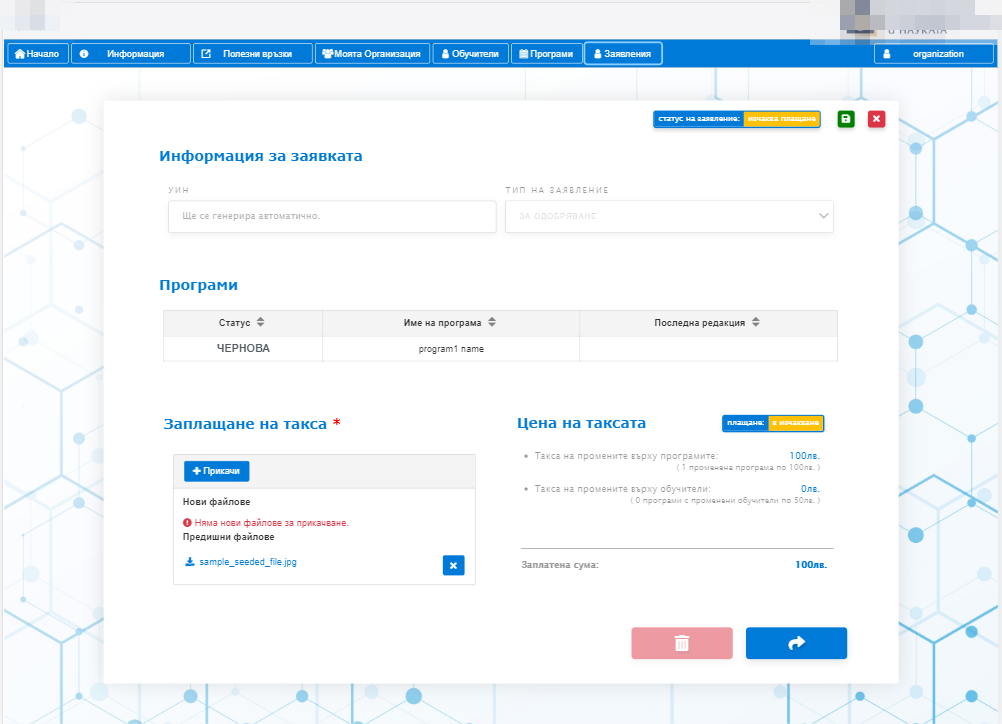 Начало Информация Полезни връзки Моята Организация Обучители Програми Заявления organization
статус на заявление: изчаква плащане
Информация за заявката
УИН ТИП НА ЗАЯВЛЕНИЕ
Ще се генерира автоматично. ЗА ОДОБРЯВАНЕ
Програми
Статус Име на програма Последна редакция
ЧЕРНОВА program1 name
Заплащане на такса *
Прикачи
Нови файлове
Няма нови файлове за прикачване.
Предишни файлове
sample_seeded_file.jpg
Цена на таксата плащане: в изчакване
Такса на промените върху програмите: 100лв.
( 1 променена програма по 100лв. )
Такса на промените върху обучители: 0лв.
( 0 програми с променени обучители по 50лв. )
Заплатена сума: 100лв.